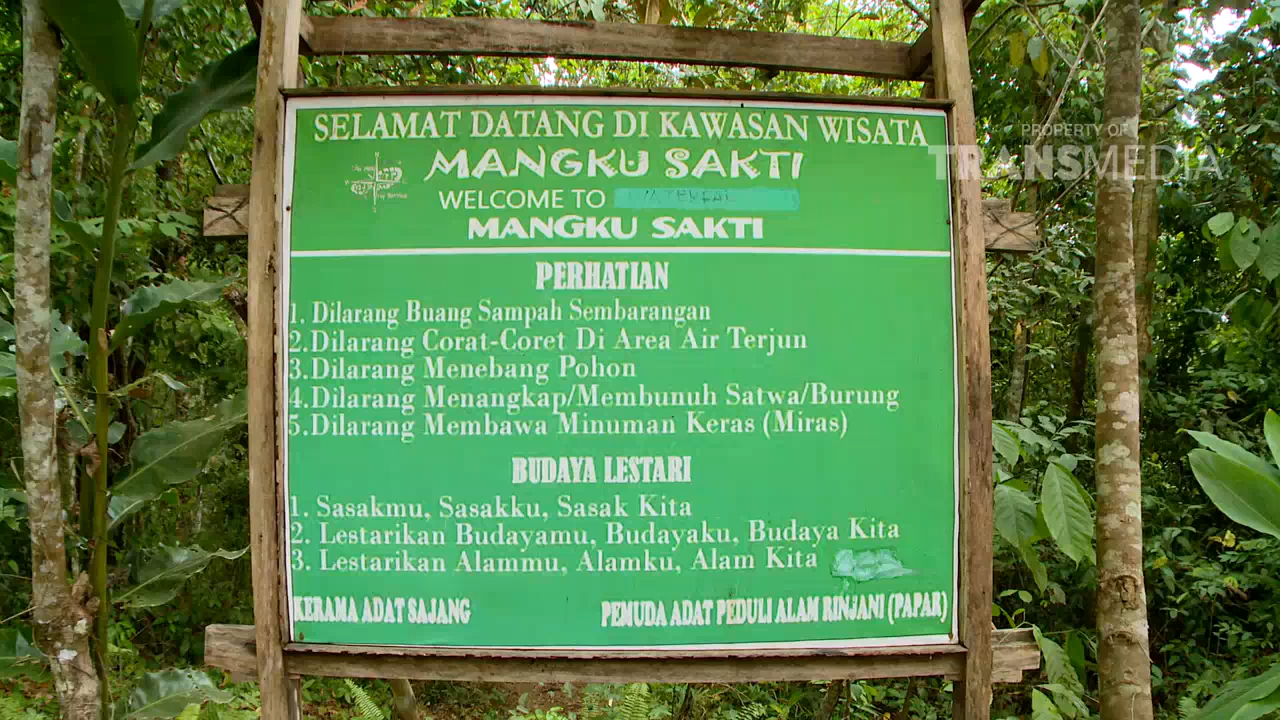 SELAMAT DATANG DI KAWASAN WISATA
MANGKU SAKTI
WELCOME TO
MANGKU SAKTI
PERHATIAN
1. Dilarang Buang Sampah Sembarangan
2.Dilarang Corat-Coret Di Area Air Terjun
3.Dilarang Menebang Pohon
4.Dilarang Menangkap/Membunuh Satwa/Burung
5.Dilarang Membawa Minuman Keras (Miras)
BUDAYA LESTARI
1. Sasakmu, Sasakku, Sasak Kita
2. Lestarikan Budayamu, Budayaku, Budaya Kita
3. Lestarikan Alammu, Alamku, Alam Kita
KERAMA ADAT SAJANG
PEMUDA ADAT PEDULI ALAM RINJANI (PAPAR)
PROPERTY OF
TRANSMEDIA